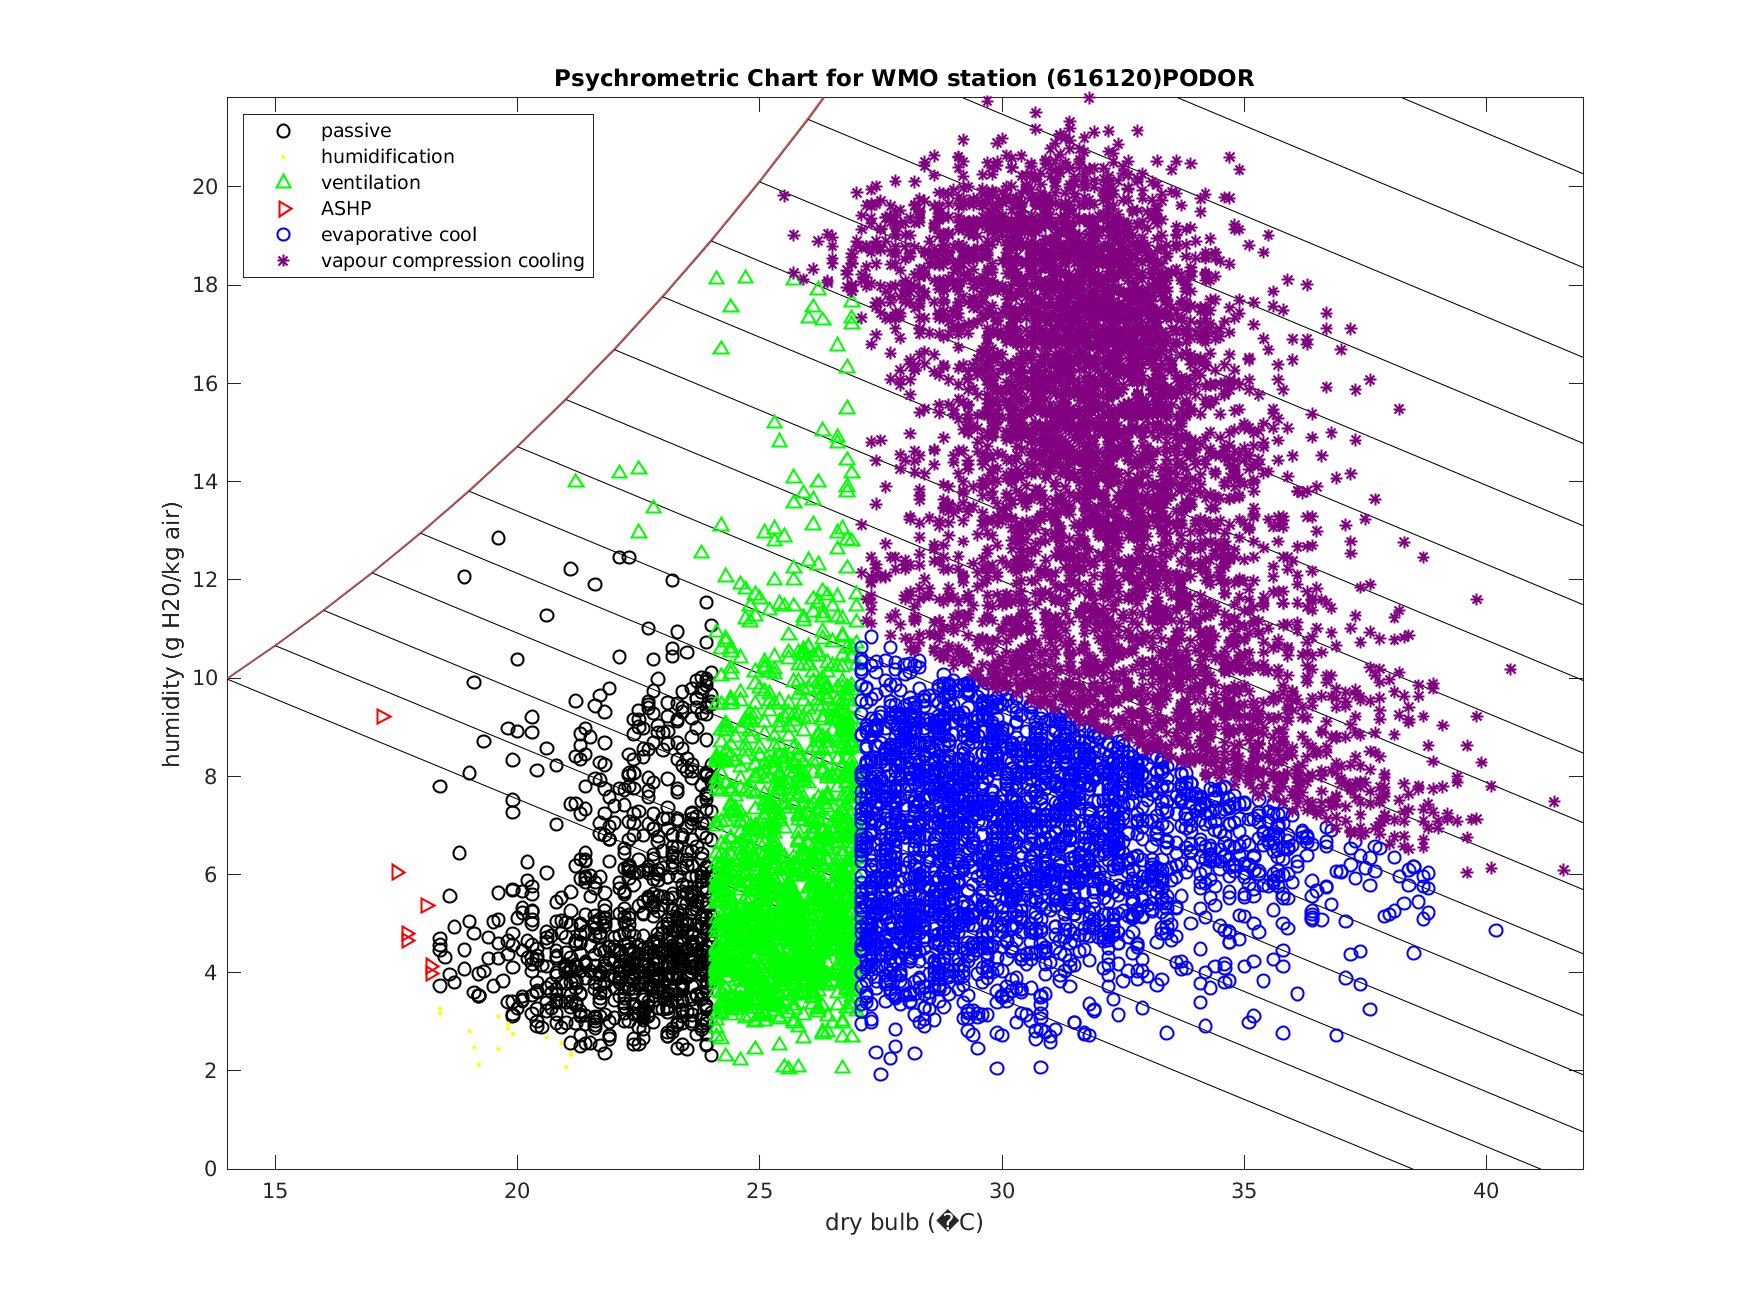 Psychrometric Chart for WMO station (616120)PODOR
passive
humidification
ventilation
ASHP
evaporative cool
vapour compression cooling
humidity (g H20/kg air)
20
18
16
14
12
10
8
6
4
2
0
15 20 25 30 35 40
dry bulb (�C)